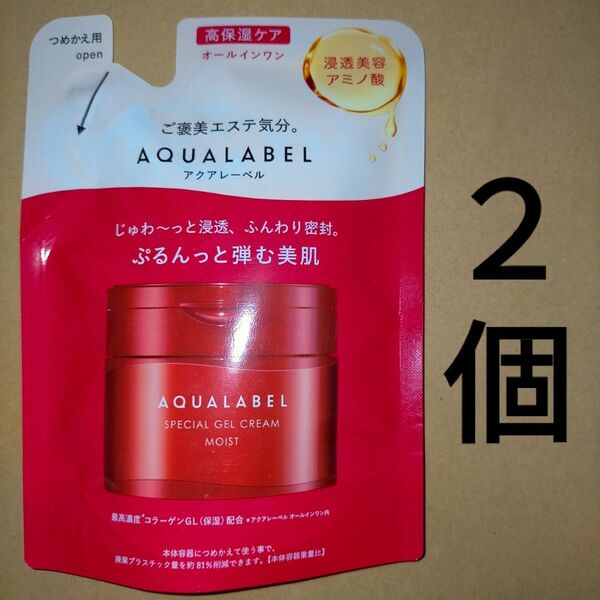 つめかえ用
open
高保湿ケア
オールインワン
浸透美容
アミノ酸
ご褒美エステ気分。
AQUALABEL
アクアレーベル
じゅわ〜っと浸透、ふんわり密封。
ぷるんっと弾む美肌
AQUALABEL
SPECIAL GEL CREAM
MOIST
最高濃度*コラーゲンGL(保湿)配合 *アクアレーベル オールインワン内
本体容器につめかえて使う事で、
廃棄プラスチック量を約81%削減できます。【本体容器重量比】
2
個